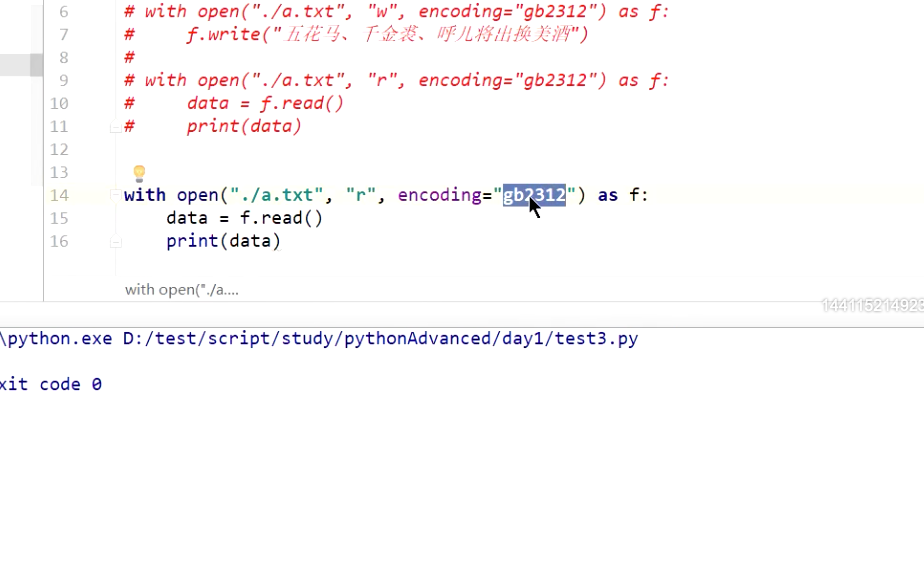 6 # with open("./a.txt", "w", encoding="gb2312") as f:
7 #     f.write("五花马、千金裘、呼儿将出换美酒")
8 #
9 # with open("./a.txt", "r", encoding="gb2312") as f:
10 #     data = f.read()
11 #     print(data)
12
13
14 with open("./a.txt", "r", encoding="gb2312") as f:
15     data = f.read()
16     print(data)
with open("./a....
144115214923
\python.exe D:/test/script/study/pythonAdvanced/day1/test3.py
xit code 0